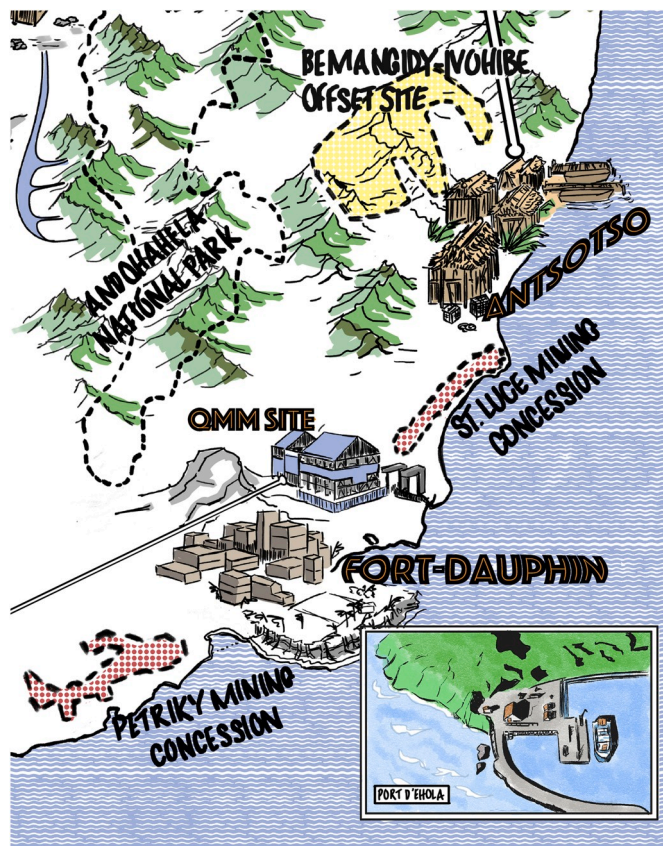 BEMANGIDY-IVOHIBE
OFFSET SITE
ANDOHAHELA
NATIONAL PARK
ANTSOTSO
ST. LUCE MINING
CONCESSION
QMM SITE
FORT-DAUPHIN
PETRIKY MINING
CONCESSION
PORT D'EHOLA